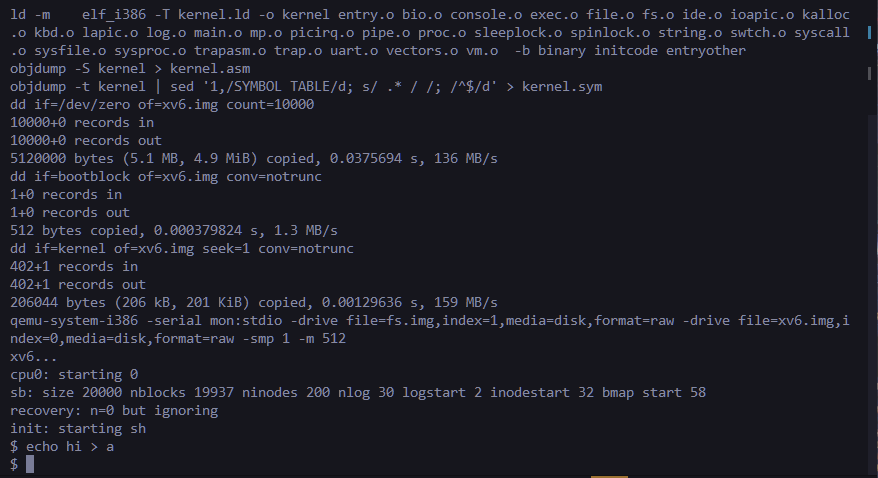 ld -m    elf_i386 -T kernel.ld -o kernel entry.o bio.o console.o exec.o file.o fs.o ide.o ioapic.o kalloc
.o kbd.o lapic.o log.o main.o mp.o picirq.o pipe.o proc.o sleeplock.o spinlock.o string.o swtch.o syscall
.o sysfile.o sysproc.o trapasm.o trap.o uart.o vectors.o vm.o  -b binary initcode entryother
objdump -S kernel > kernel.asm
objdump -t kernel | sed '1,/SYMBOL TABLE/d; s/ .* / /; /^$/d' > kernel.sym
dd if=/dev/zero of=xv6.img count=10000
10000+0 records in
10000+0 records out
5120000 bytes (5.1 MB, 4.9 MiB) copied, 0.0375694 s, 136 MB/s
dd if=bootblock of=xv6.img conv=notrunc
1+0 records in
1+0 records out
512 bytes copied, 0.000379824 s, 1.3 MB/s
dd if=kernel of=xv6.img seek=1 conv=notrunc
402+1 records in
402+1 records out
206044 bytes (206 kB, 201 KiB) copied, 0.00129636 s, 159 MB/s
qemu-system-i386 -serial mon:stdio -drive file=fs.img,index=1,media=disk,format=raw -drive file=xv6.img,i
ndex=0,media=disk,format=raw -smp 1 -m 512
xv6...
cpu0: starting 0
sb: size 20000 nblocks 19937 ninodes 200 nlog 30 logstart 2 inodestart 32 bmap start 58
recovery: n=0 but ignoring
init: starting sh
$ echo hi > a
$